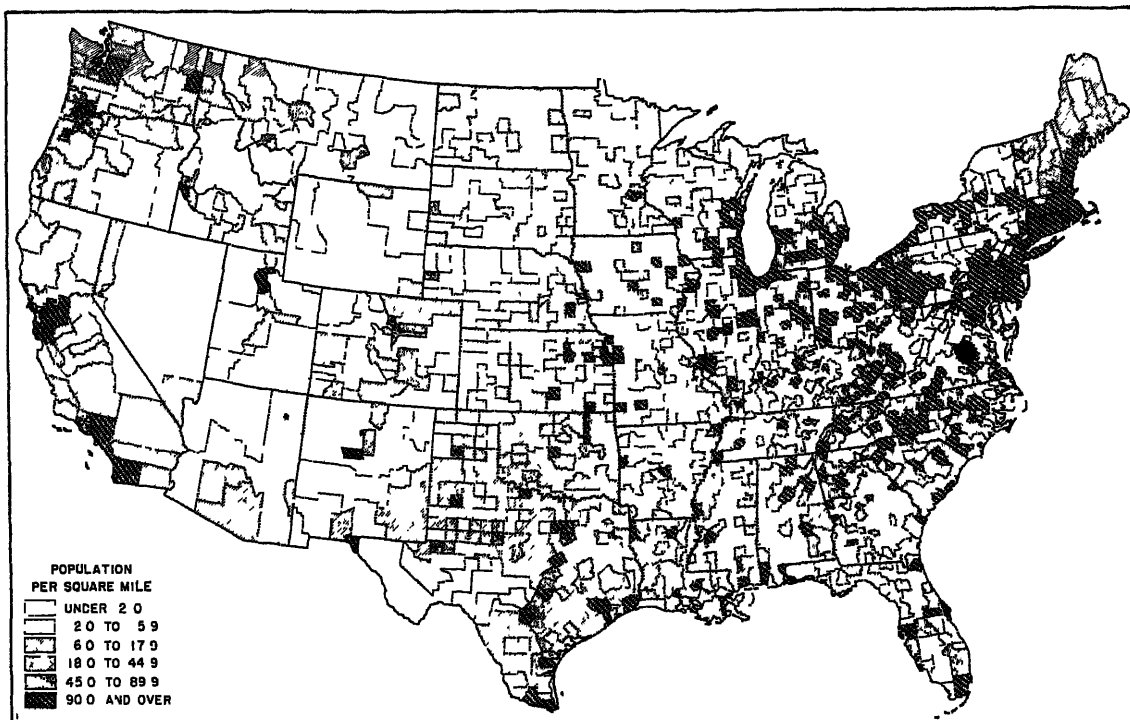 POPULATION
PER SQUARE MILE
UNDER 2 0
2 0 TO 5 9
6 0 TO 17 9
18 0 TO 44 9
45 0 TO 89 9
90 0 AND OVER